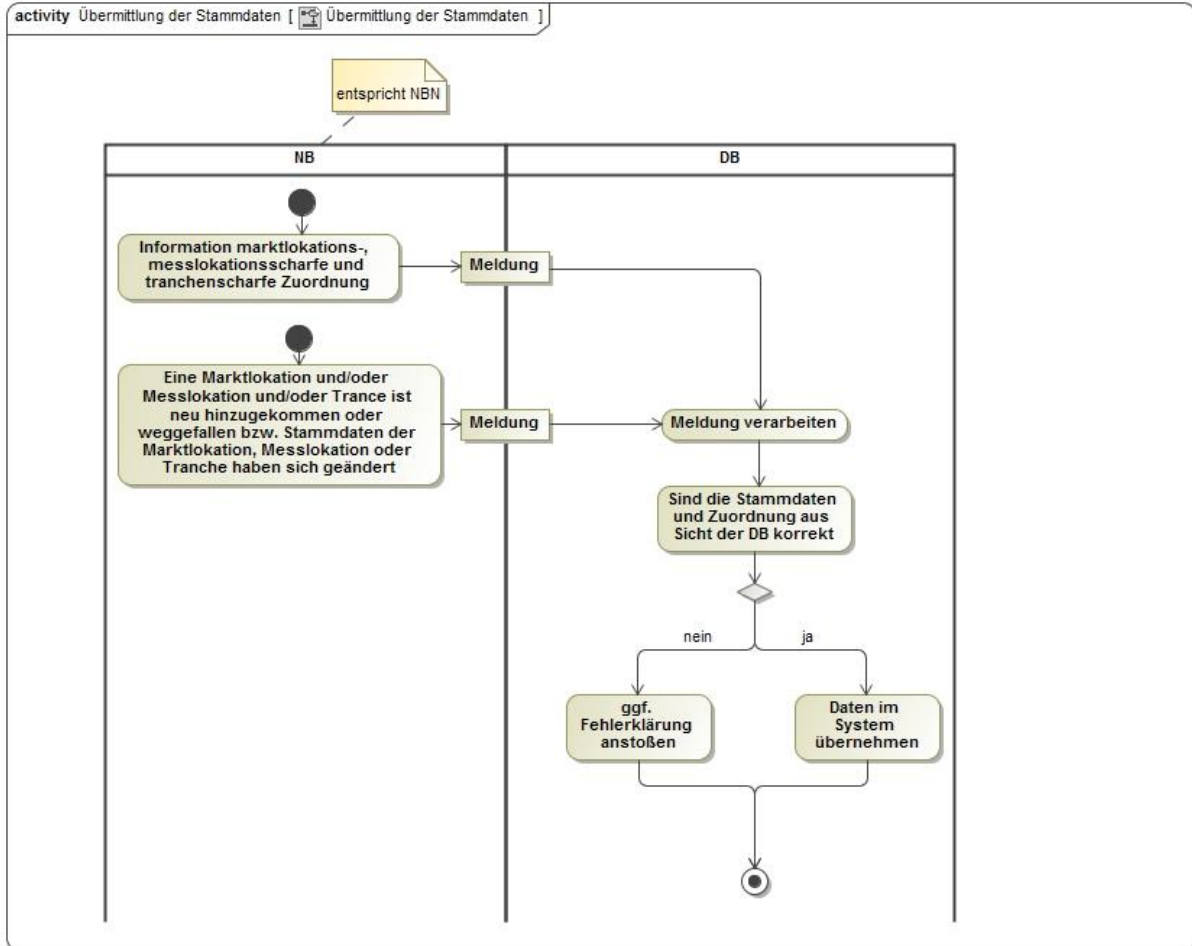 activity Übermittlung der Stammdaten [ Übermittlung der Stammdaten ]
entspricht NBN
NB
DB
Information marktlokations-,
messlokationsscharfe und
tranchenscharfe Zuordnung
Meldung
Eine Marktlokation und/oder
Messlokation und/oder Trance ist
neu hinzugekommen oder
weggefallen bzw. Stammdaten der
Marktlokation, Messlokation oder
Tranche haben sich geändert
Meldung
Meldung verarbeiten
Sind die Stammdaten
und Zuordnung aus
Sicht der DB korrekt
nein
ja
ggf.
Fehlerklärung
anstoßen
Daten im
System
übernehmen